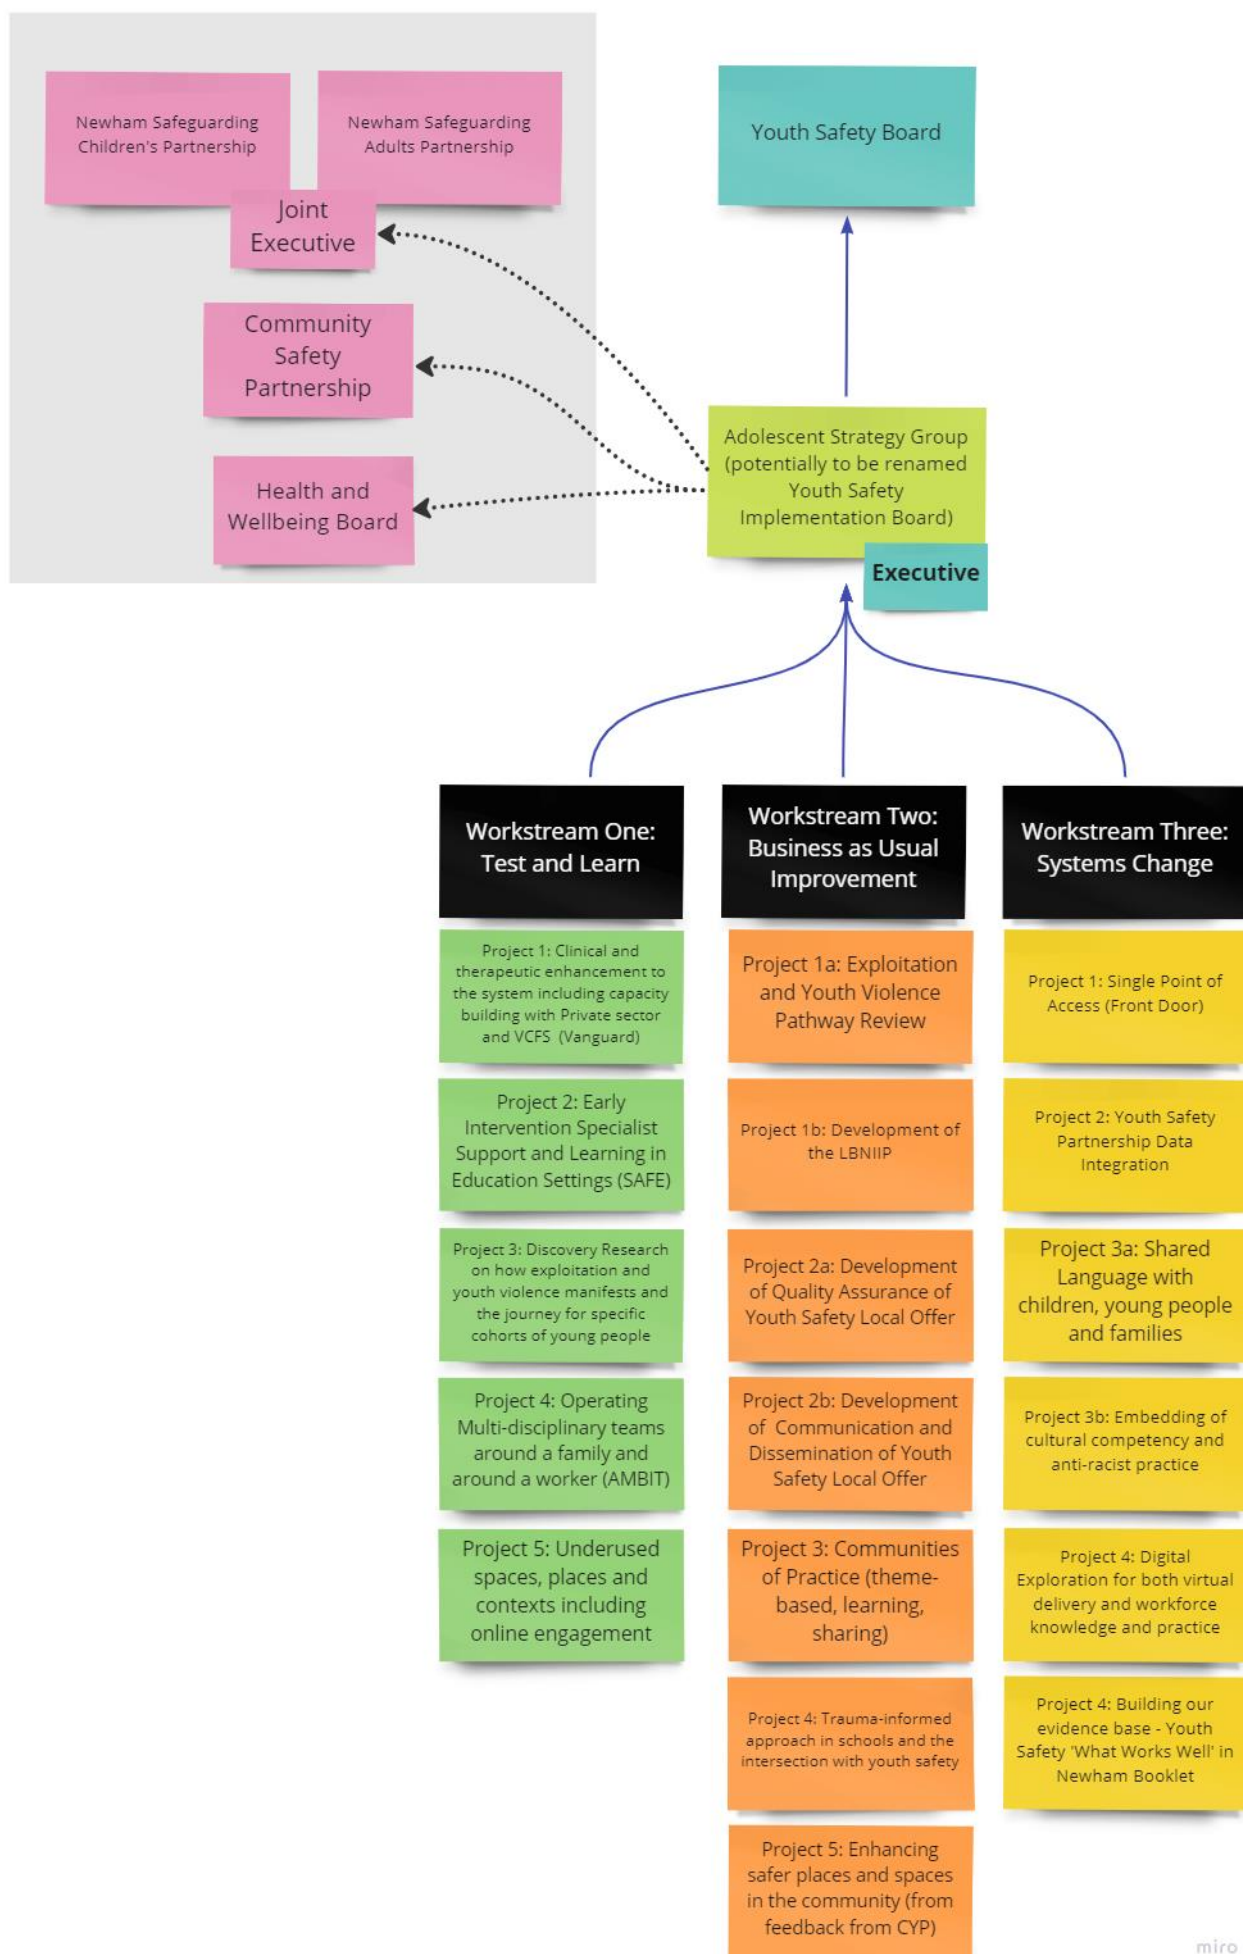 Newham Safeguarding
Children's Partnership
Newham Safeguarding
Adults Partnership
Joint
Executive
Community
Safety
Partnership
Health and
Wellbeing Board
Youth Safety Board
Adolescent Strategy Group
(potentially to be renamed
Youth Safety
Implementation Board)
Executive
Workstream One:
Test and Learn
Project 1: Clinical and
therapeutic enhancement to
the system including capacity
building with Private sector
and VCFS (Vanguard)
Project 2: Early
Intervention Specialist
Support and Learning in
Education Settings (SAFE)
Project 3: Discovery Research
on how exploitation and
youth violence manifests and
the journey for specific
cohorts of young people
Project 4: Operating
Multi-disciplinary teams
around a family and
around a worker (AMBIT)
Project 5: Underused
spaces, places and
contexts including
online engagement
Workstream Two:
Business as Usual
Improvement
Project 1a: Exploitation
and Youth Violence
Pathway Review
Project 1b: Development of
the LBNIIP
Project 2a: Development
of Quality Assurance of
Youth Safety Local Offer
Project 2b: Development
of Communication and
Dissemination of Youth
Safety Local Offer
Project 3: Communities
of Practice (theme-
based, learning,
sharing)
Project 4: Trauma-informed
approach in schools and the
intersection with youth safety
Project 5: Enhancing
safer places and spaces
in the community (from
feedback from CYP)
Workstream Three:
Systems Change
Project 1: Single Point of
Access (Front Door)
Project 2: Youth Safety
Partnership Data
Integration
Project 3a: Shared
Language with
children, young people
and families
Project 3b: Embedding of
cultural competency and
anti-racist practice
Project 4: Digital
Exploration for both virtual
delivery and workforce
knowledge and practice
Project 4: Building our
evidence base - Youth
Safety 'What Works Well' in
Newham Booklet
miro